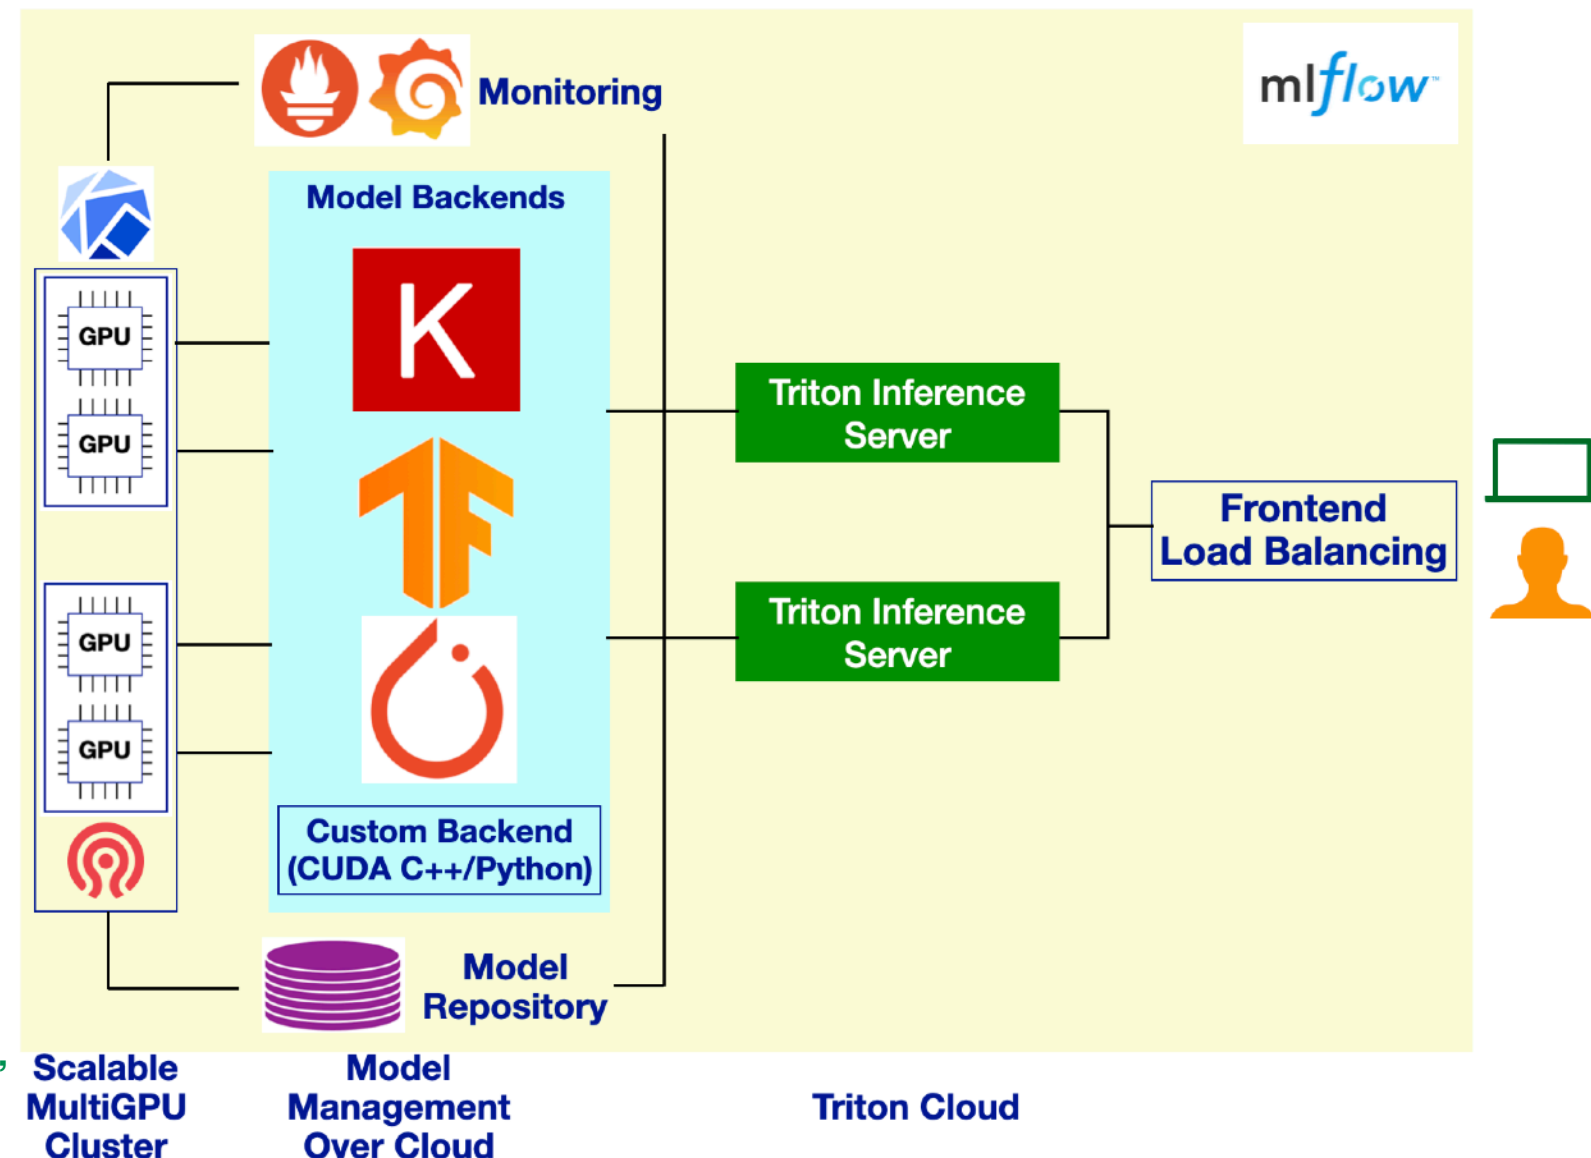 Monitoring
mlflow™
Model Backends
GPU
K
GPU
Triton Inference
Server
Frontend
Load Balancing
GPU
Triton Inference
Server
GPU
Custom Backend
(CUDA C++/Python)
Model
Repository
Scalable
MultiGPU
Cluster
Model
Management
Over Cloud
Triton Cloud